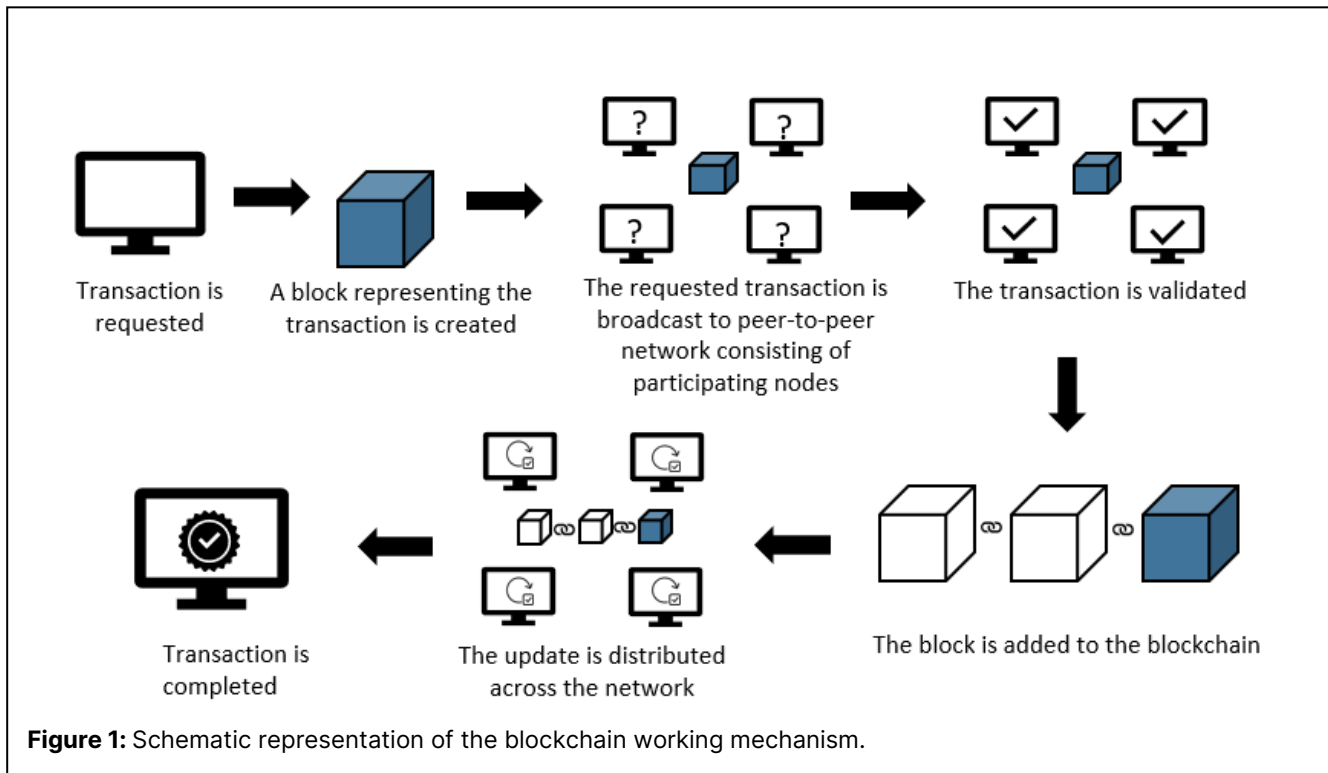 Transaction is
requested
A block representing the
transaction is created
?
?
?
?
The requested transaction is
broadcast to peer-to-peer
network consisting of
participating nodes
The transaction is validated
The block is added to the blockchain
The update is distributed
across the network
Transaction is
completed
Figure 1: Schematic representation of the blockchain working mechanism.